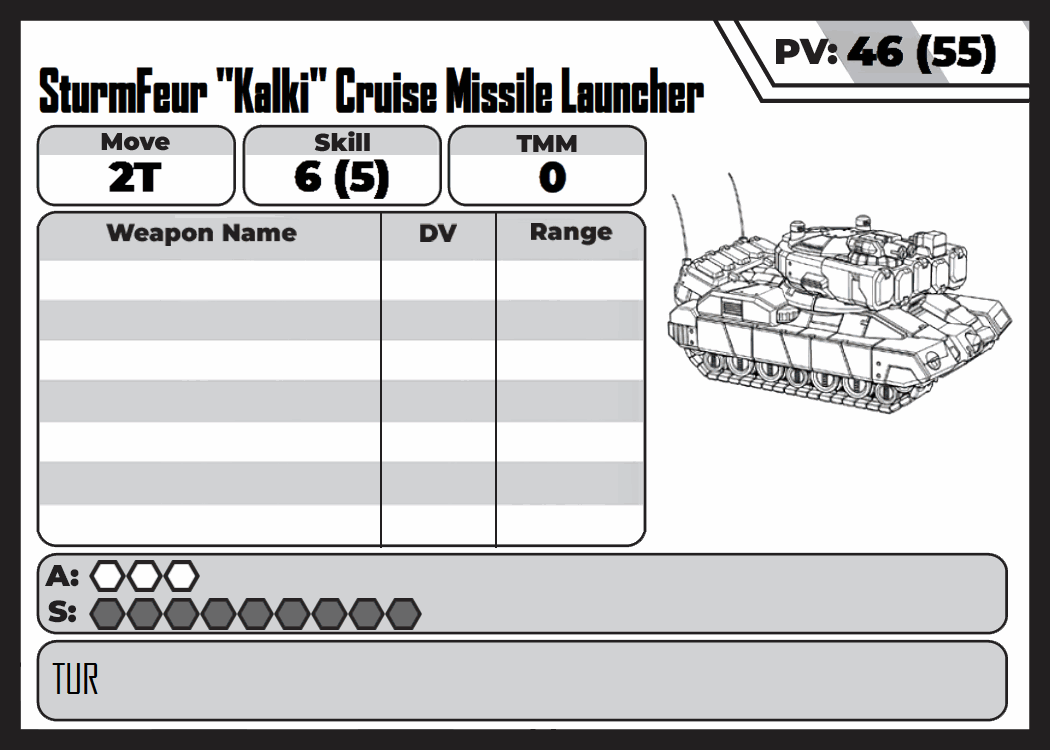 PV: 46 (55)
SturmFeur "Kalki" Cruise Missile Launcher
Move Skill TMM
2T 6 (5) 0
Weapon Name DV Range
A:
S:
TUR